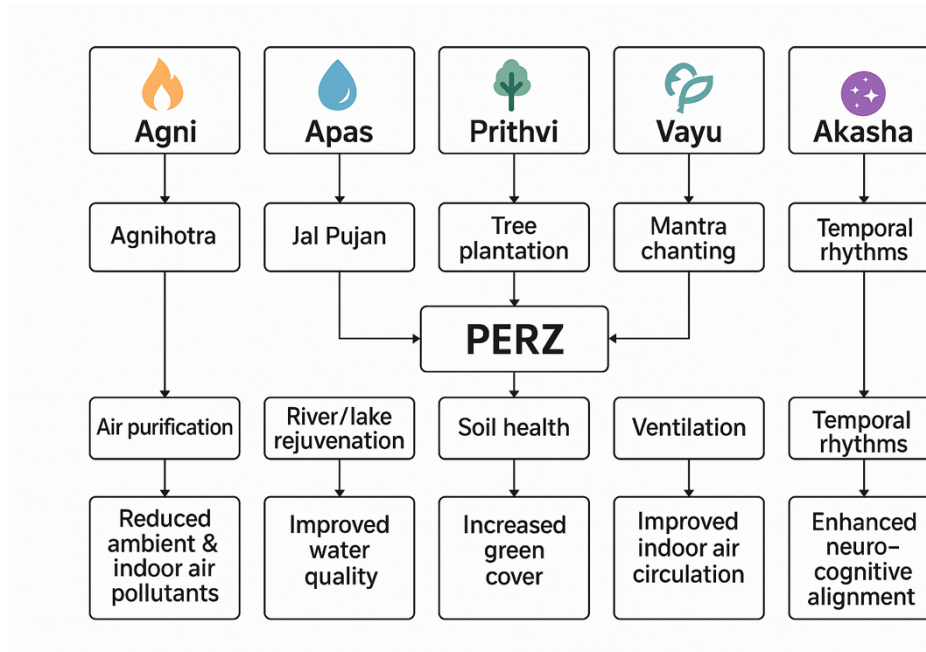 Agni
Apas
Prithvi
Vayu
Akasha
Agnihotra
Jal Pujan
Tree
plantation
Mantra
chanting
Temporal
rhythms
PERZ
Air purification
River/lake
rejuvenation
Soil health
Ventilation
Temporal
rhythms
Reduced
ambient &
indoor air
pollutants
Improved
water
quality
Increased
green
cover
Improved
indoor air
circulation
Enhanced
neuro–
cognitive
alignment